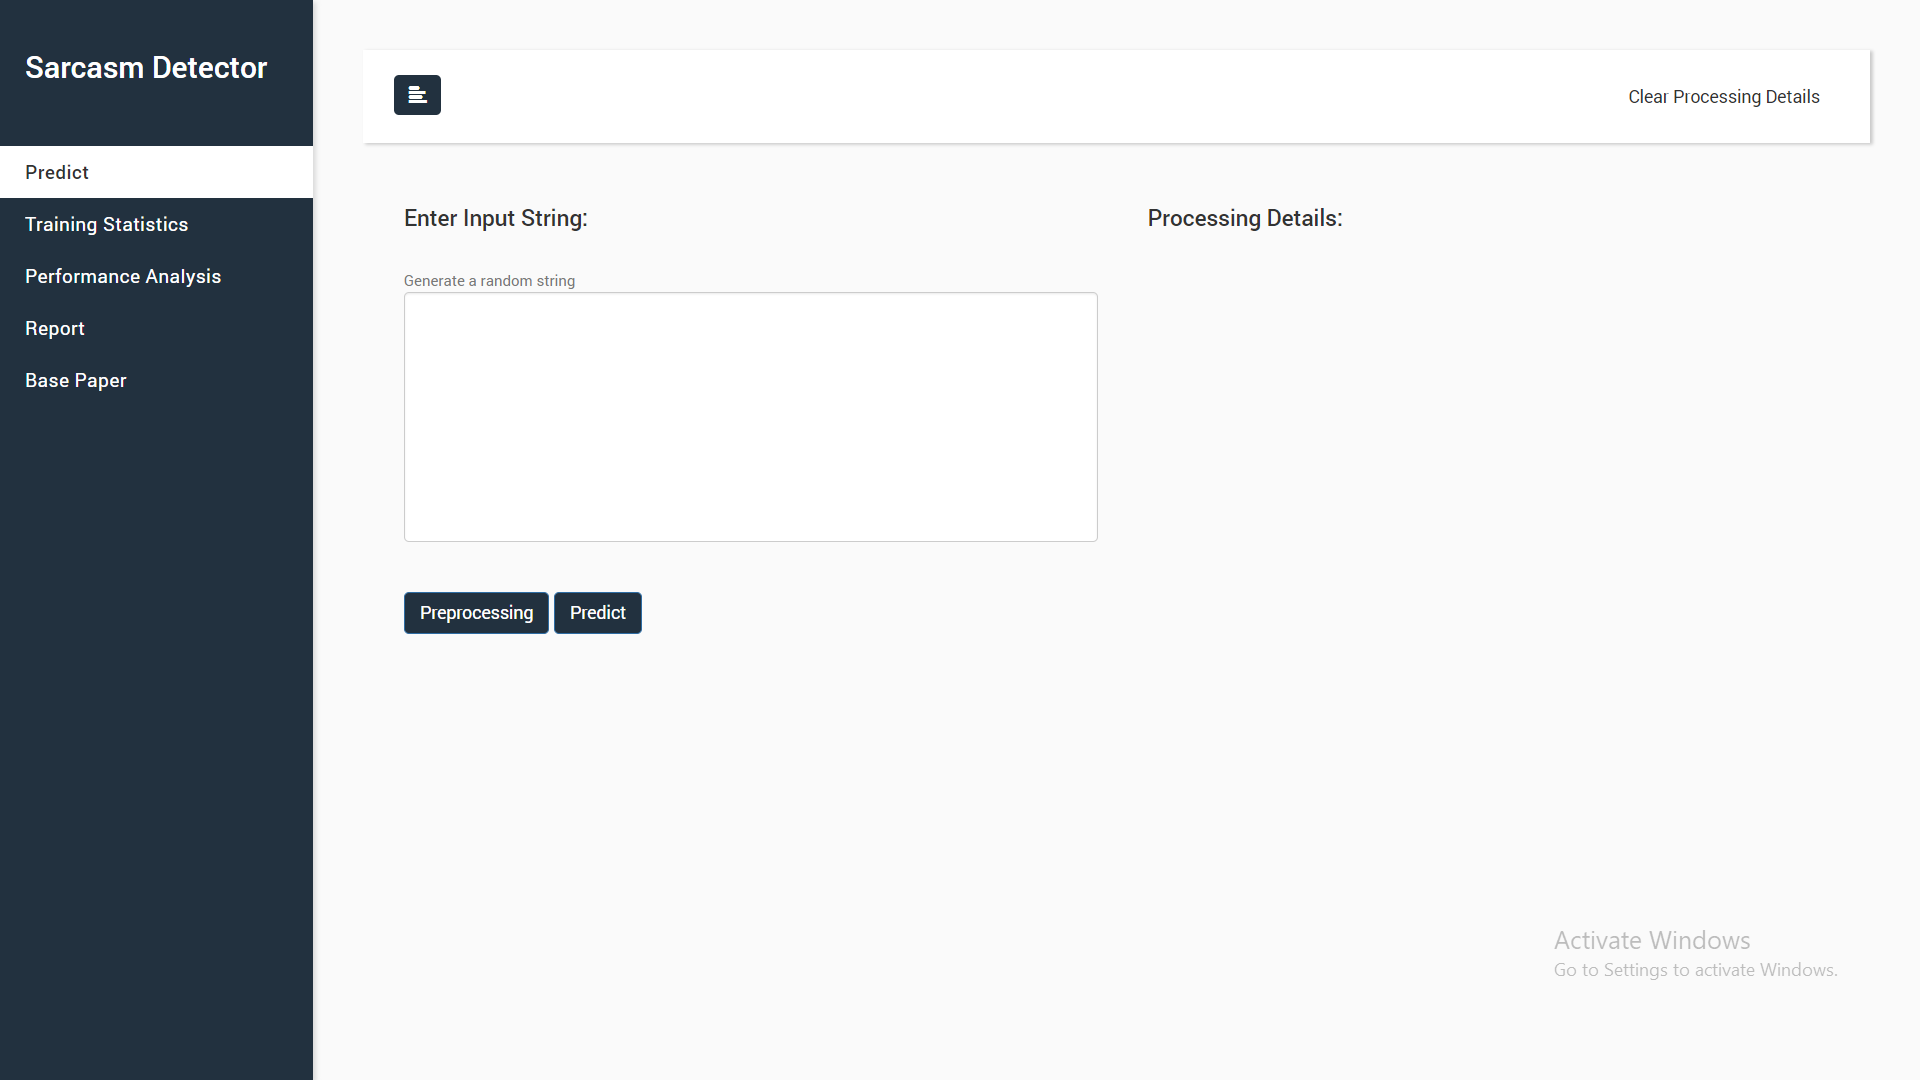 Sarcasm Detector
Predict
Training Statistics
Performance Analysis
Report
Base Paper
Clear Processing Details
Enter Input String:
Generate a random string
Preprocessing
Predict
Processing Details:
Activate Windows
Go to Settings to activate Windows.